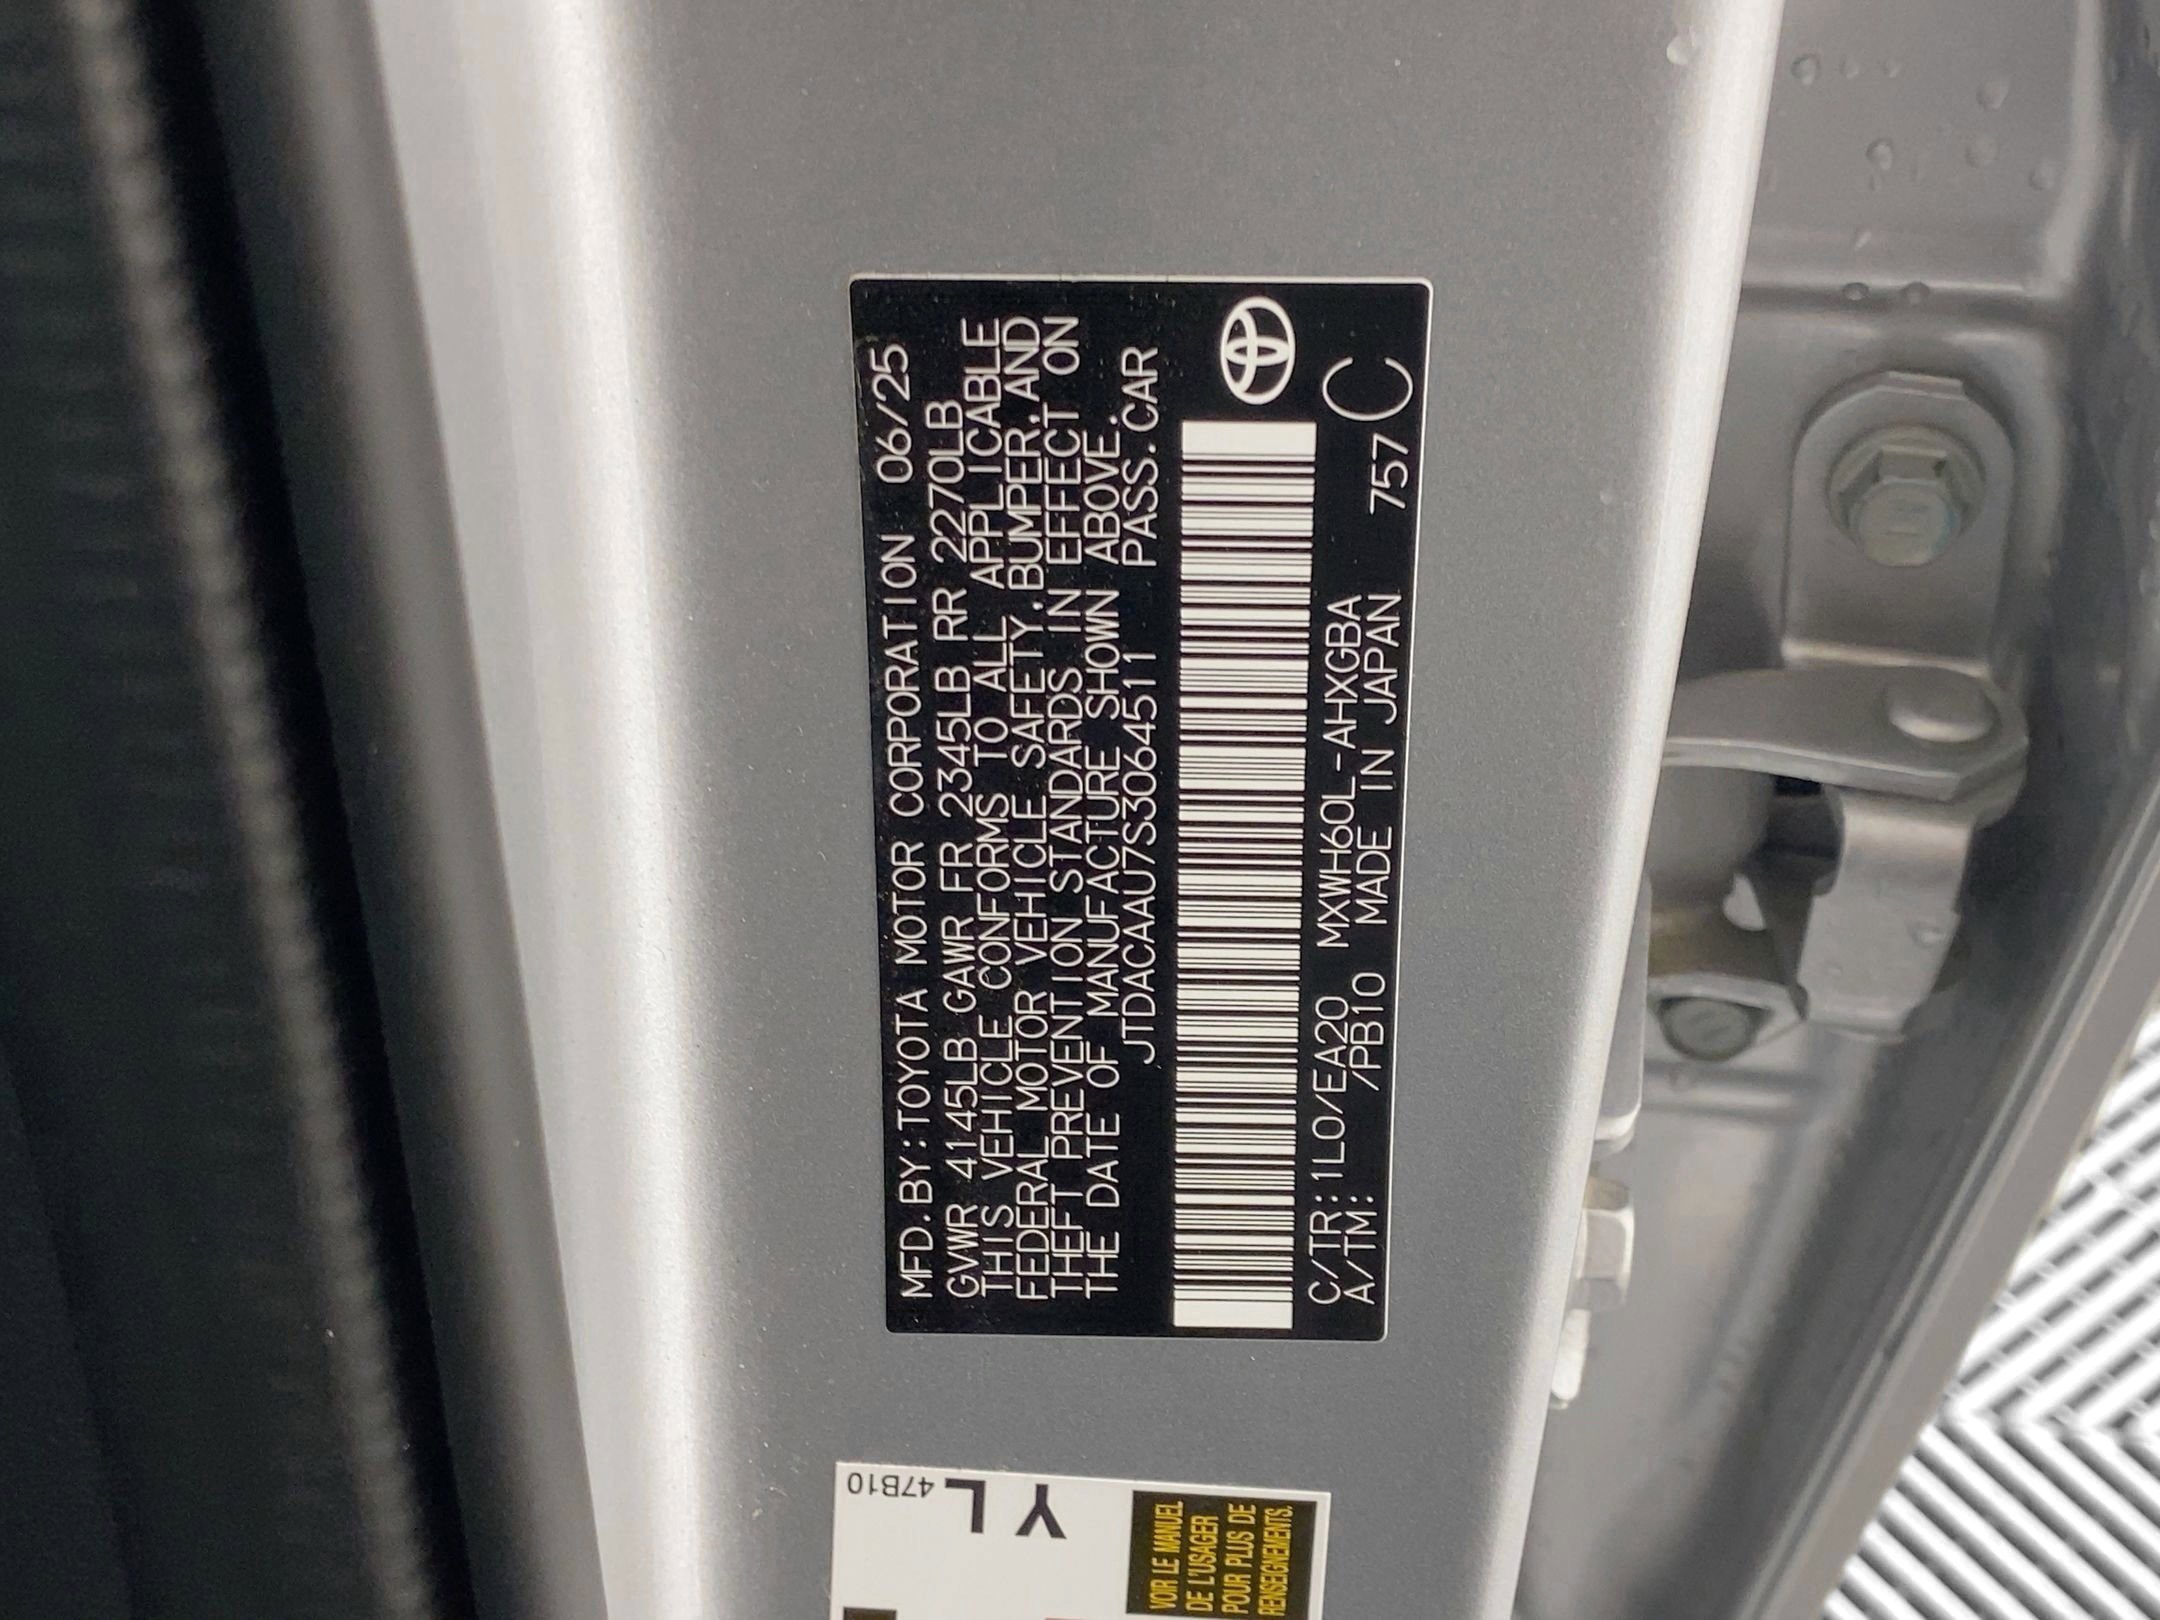 MFD.BY:TOYOTA MOTOR CORPORATION 06/25
GVWR 4145LB GAWR FR 2345LB RR 2270LB
THIS VEHICLE CONFORMS TO ALL APPLICABLE
FEDERAL MOTOR VEHICLE SAFETY,BUMPER,AND
THEFT PREVENTION STANDARDS IN EFFECT ON
THE DATE OF MANUFACTURE SHOWN ABOVE.
JTDACAAU7S3064511 PASS.CAR
C/TR:1L0/EA20 MXWH60L-AHXGBA
A/TM: /PB10 MADE IN JAPAN 757 C
47B10
YL
VOIR LE MANUEL
DE L'USAGER
POUR PLUS DE
RENSEIGNEMENTS.